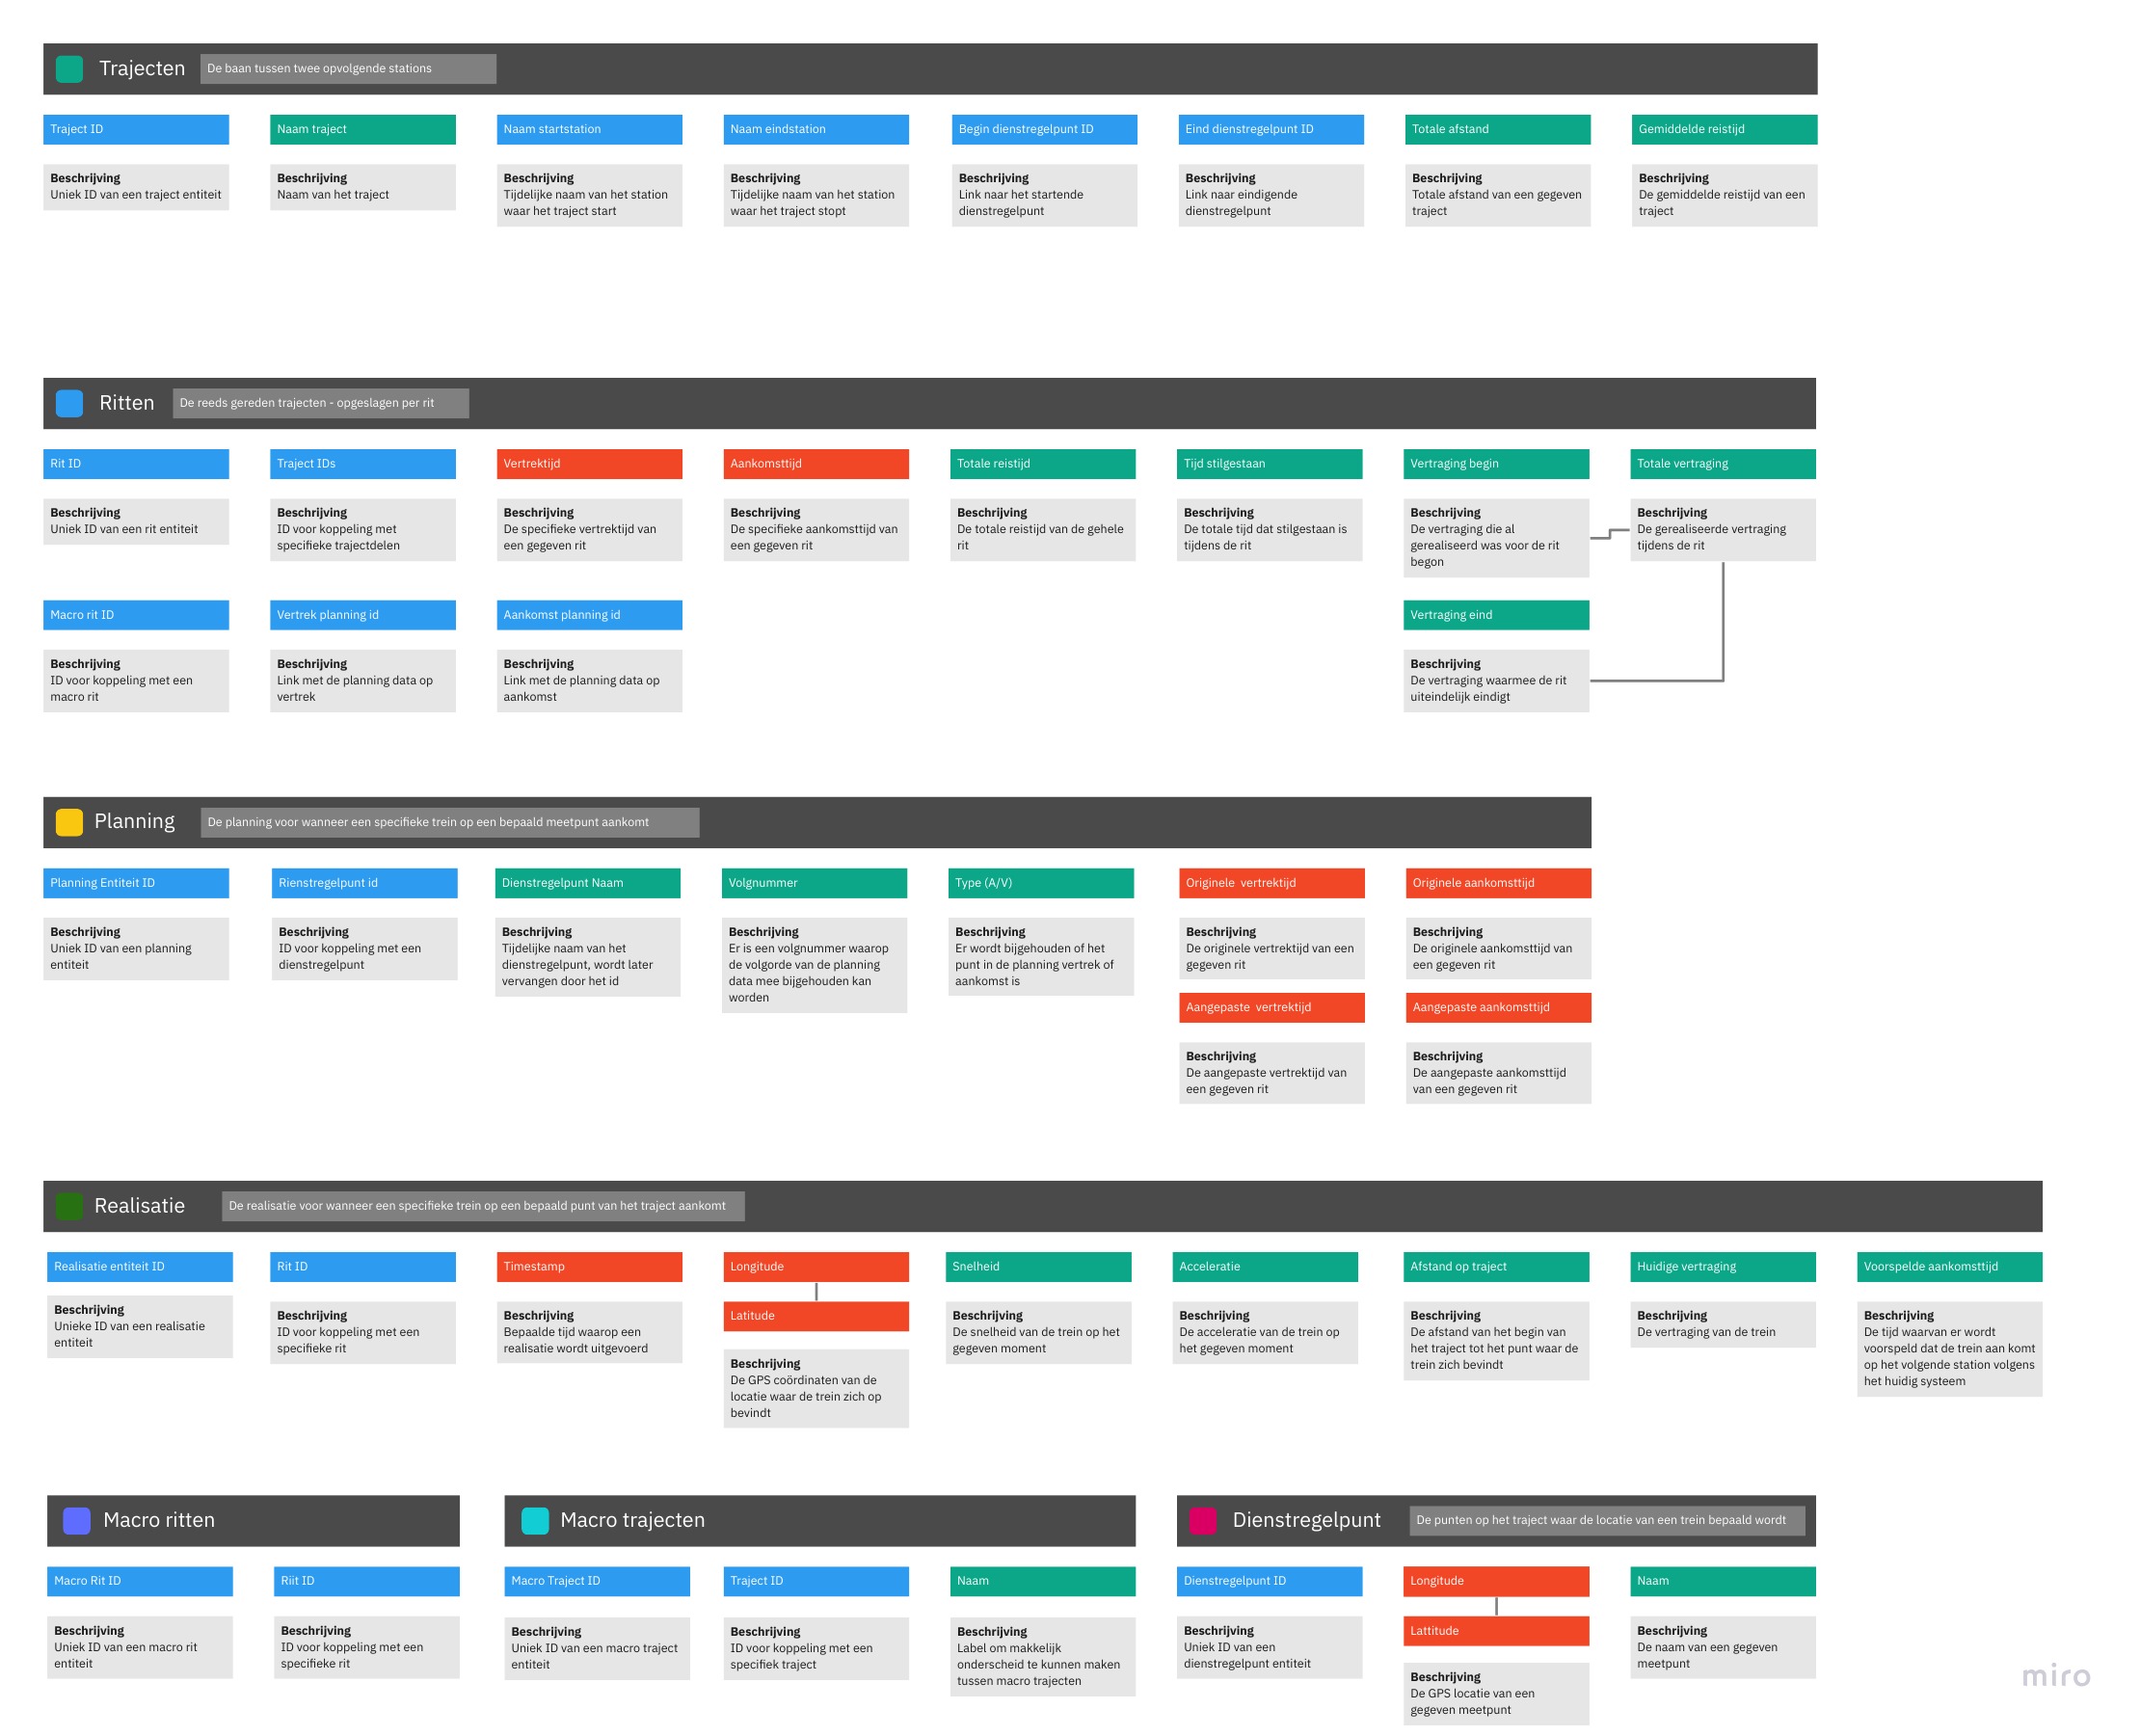 Trajecten
De baan tussen twee opvolgende stations
Traject ID
Naam traject
Naam startstation
Naam eindstation
Begin dienstregelpunt ID
Eind dienstregelpunt ID
Totale afstand
Gemiddelde reistijd
Beschrijving
Uniek ID van een traject entiteit
Beschrijving
Naam van het traject
Beschrijving
Tijdelijke naam van het station
waar het traject start
Beschrijving
Tijdelijke naam van het station
waar het traject stopt
Beschrijving
Link naar het startende
dienstregelpunt
Beschrijving
Link naar eindigende
dienstregelpunt
Beschrijving
Totale afstand van een gegeven
traject
Beschrijving
De gemiddelde reistijd van een
traject
Ritten
De reeds gereden trajecten - opgeslagen per rit
Rit ID
Traject IDs
Vertrektijd
Aankomsttijd
Totale reistijd
Tijd stilgestaan
Vertraging begin
Totale vertraging
Beschrijving
Uniek ID van een rit entiteit
Beschrijving
ID voor koppeling met
specifieke trajectdelen
Beschrijving
De specifieke vertrektijd van
een gegeven rit
Beschrijving
De specifieke aankomsttijd van
een gegeven rit
Beschrijving
De totale reistijd van de gehele
rit
Beschrijving
De totale tijd dat stilgestaan is
tijdens de rit
Beschrijving
De vertraging die al
gerealiseerd was voor de rit
begon
Beschrijving
De gerealiseerde vertraging
tijdens de rit
Macro rit ID
Vertrek planning id
Aankomst planning id
Vertraging eind
Beschrijving
ID voor koppeling met een
macro rit
Beschrijving
Link met de planning data op
vertrek
Beschrijving
Link met de planning data op
aankomst
Beschrijving
De vertraging waarmee de rit
uiteindelijk eindigt
Planning
De planning voor wanneer een specifieke trein op een bepaald meetpunt aankomt
Planning Entiteit ID
Rienstregelpunt id
Dienstregelpunt Naam
Volgnummer
Type (A/V)
Originele  vertrektijd
Originele aankomsttijd
Beschrijving
Uniek ID van een planning
entiteit
Beschrijving
ID voor koppeling met een
dienstregelpunt
Beschrijving
Tijdelijke naam van het
dienstregelpunt, wordt later
vervangen door het id
Beschrijving
Er is een volgnummer waarop
de volgorde van de planning
data mee bijgehouden kan
worden
Beschrijving
Er wordt bijgehouden of het
punt in de planning vertrek of
aankomst is
Beschrijving
De originele vertrektijd van een
gegeven rit
Beschrijving
De originele aankomsttijd van
een gegeven rit
Aangepaste  vertrektijd
Aangepaste aankomsttijd
Beschrijving
De aangepaste vertrektijd van
een gegeven rit
Beschrijving
De aangepaste aankomsttijd
van een gegeven rit
Realisatie
De realisatie voor wanneer een specifieke trein op een bepaald punt van het traject aankomt
Realisatie entiteit ID
Rit ID
Timestamp
Longitude
Snelheid
Acceleratie
Afstand op traject
Huidige vertraging
Voorspelde aankomsttijd
Beschrijving
Unieke ID van een realisatie
entiteit
Beschrijving
ID voor koppeling met een
specifieke rit
Beschrijving
Bepaalde tijd waarop een
realisatie wordt uitgevoerd
Latitude
Beschrijving
De GPS coördinaten van de
locatie waar de trein zich op
bevindt
Beschrijving
De snelheid van de trein op het
gegeven moment
Beschrijving
De acceleratie van de trein op
het gegeven moment
Beschrijving
De afstand van het begin van
het traject tot het punt waar de
trein zich bevindt
Beschrijving
De vertraging van de trein
Beschrijving
De tijd waarvan er wordt
voorspeld dat de trein aan komt
op het volgende station volgens
het huidig systeem
Macro ritten
Macro Rit ID
Riit ID
Beschrijving
Uniek ID van een macro rit
entiteit
Beschrijving
ID voor koppeling met een
specifieke rit
Macro trajecten
Macro Traject ID
Traject ID
Naam
Beschrijving
Uniek ID van een macro traject
entiteit
Beschrijving
ID voor koppeling met een
specifiek traject
Beschrijving
Label om makkelijk
onderscheid te kunnen maken
tussen macro trajecten
Dienstregelpunt
De punten op het traject waar de locatie van een trein bepaald wordt
Dienstregelpunt ID
Longitude
Naam
Beschrijving
Uniek ID van een
dienstregelpunt entiteit
Lattitude
Beschrijving
De GPS locatie van een
gegeven meetpunt
Beschrijving
De naam van een gegeven
meetpunt
miro